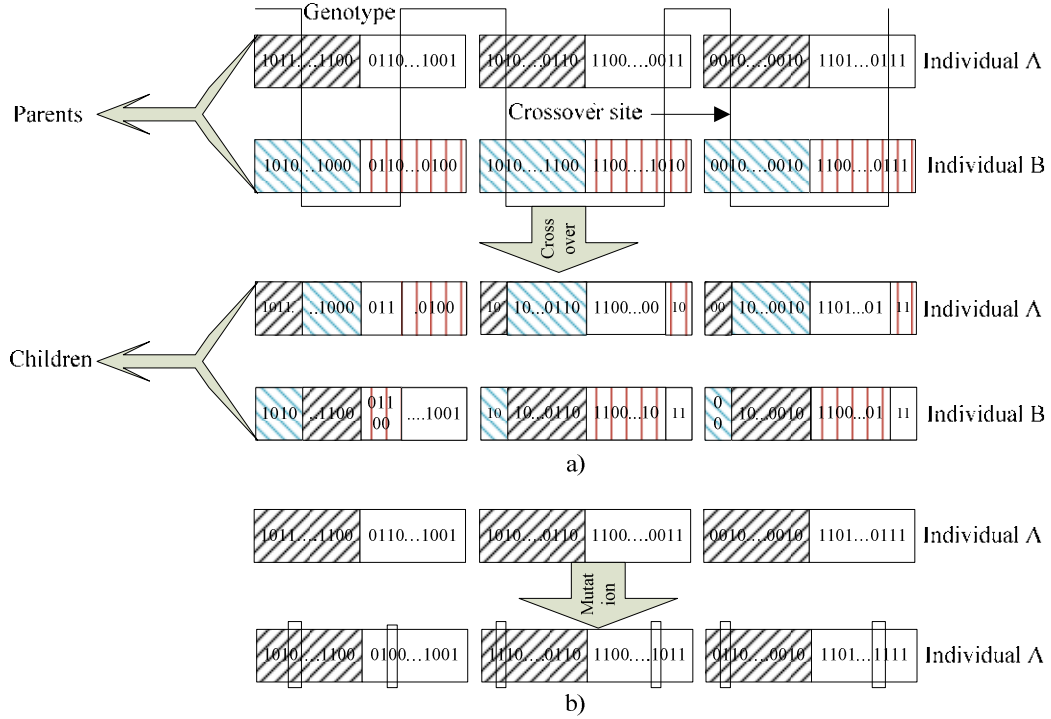 Genotype
1011....1100 0110...1001 1010....0110 1100....0011 0010....0010 1101...0111 Individual A
Parents
Crossover site
1010....1000 0110...0100 1010....1100 1100....1010 0010....0010 1100....0111 Individual B
Cross
over
1011. ..1000 011 .0100 10 10...0110 1100...00 10 00 10...0010 1101...01 11 Individual A
Children
1010 ..1100 011
00 ....1001 10 10...0110 1100...10 11 0
0 10...0010 1100...01 11 Individual B
a)
1011....1100 0110...1001 1010....0110 1100....0011 0010....0010 1101...0111 Individual A
Mutat
ion
1010....1100 0100...1001 1110....0110 1100....1011 0110....0010 1101...1111 Individual A
b)